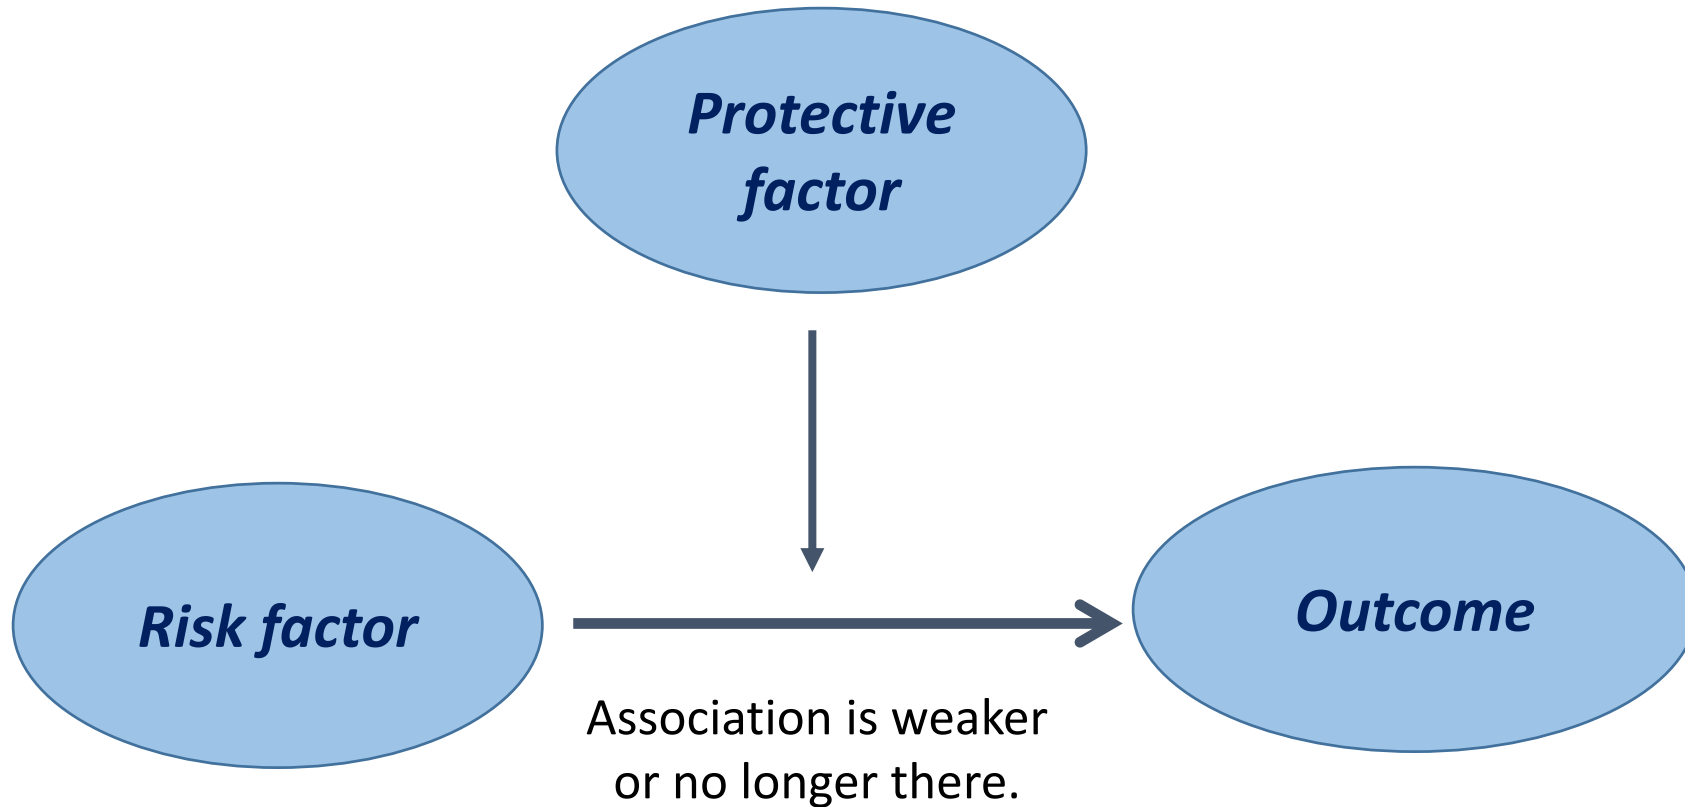 Protective
factor
Risk factor
Outcome
Association is weaker
or no longer there.